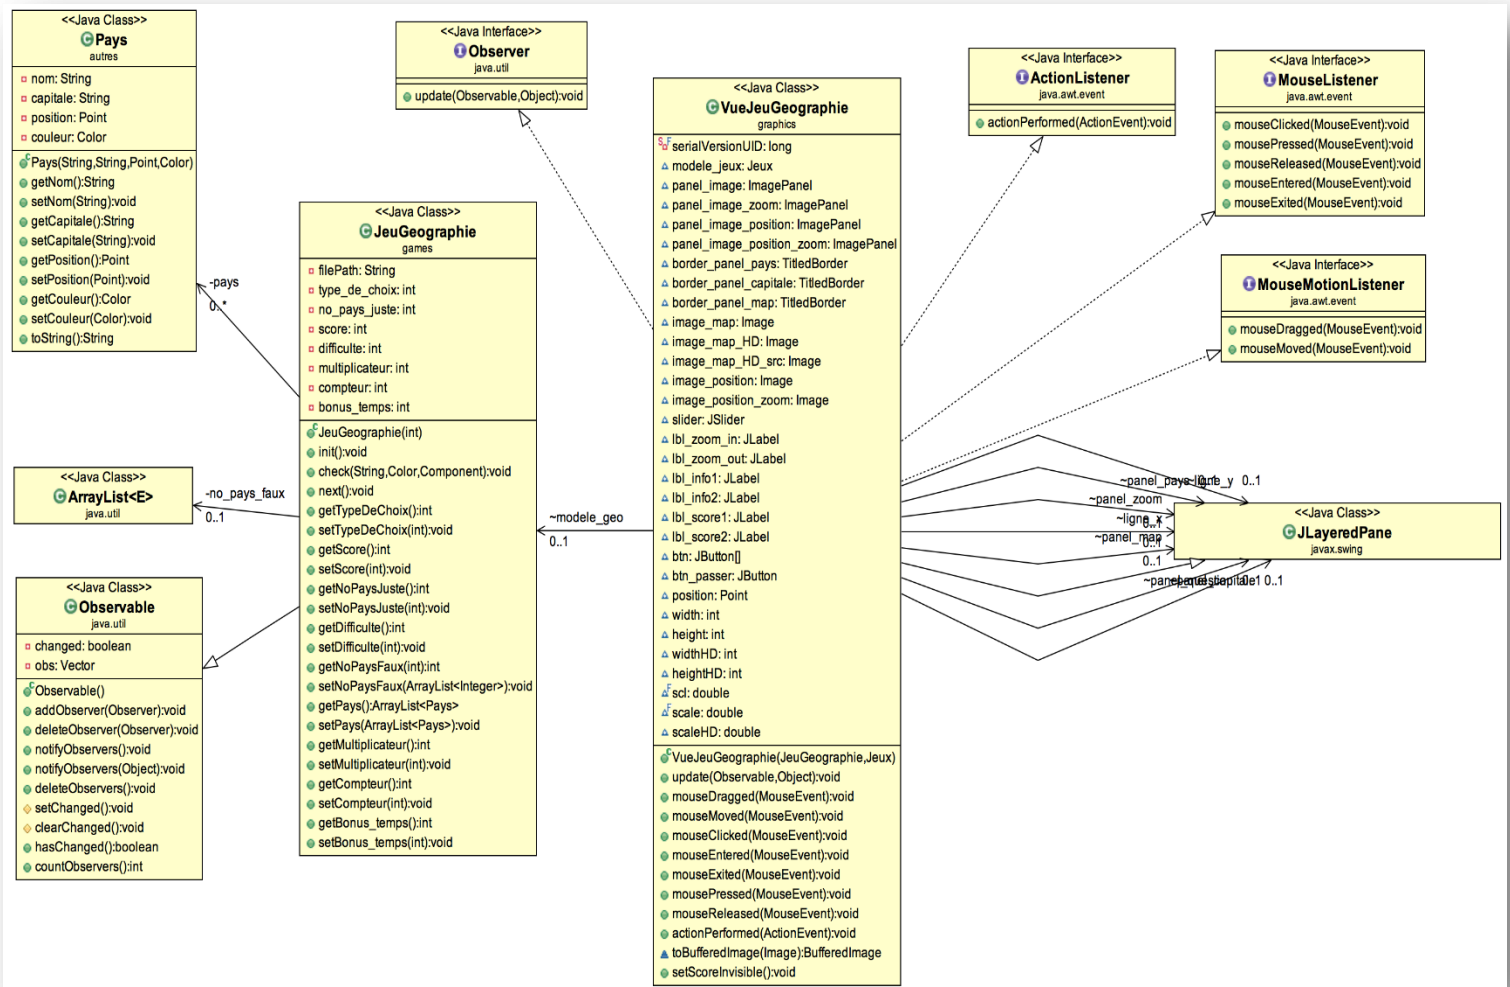 <<Java Class>>
Pays
autres
nom: String
capitale: String
position: Point
couleur: Color
Pays(String,String,Point,Color)
getNom():String
setNom(String):void
getCapitale():String
setCapitale(String):void
getPosition():Point
setPosition(Point):void
getCouleur():Color
setCouleur(Color):void
toString():String
-pays
0..*
<<Java Class>>
ArrayList<E>
java.util
-no_pays_faux
0..1
<<Java Class>>
Observable
java.util
changed: boolean
obs: Vector
Observable()
addObserver(Observer):void
deleteObserver(Observer):void
notifyObservers():void
notifyObservers(Object):void
deleteObservers():void
setChanged():void
clearChanged():void
hasChanged():boolean
countObservers():int
<<Java Class>>
JeuGeographie
games
filePath: String
type_de_choix: int
no_pays_juste: int
score: int
difficulte: int
multiplicateur: int
compteur: int
bonus_temps: int
JeuGeographie(int)
init():void
check(String,Color,Component):void
next():void
getTypeDeChoix():int
setTypeDeChoix(int):void
getScore():int
setScore(int):void
getNoPaysJuste():int
setNoPaysJuste(int):void
getDifficulte():int
setDifficulte(int):void
getNoPaysFaux(int):int
setNoPaysFaux(ArrayList<Integer>):void
getPays():ArrayList<Pays>
setPays(ArrayList<Pays>):void
getMultiplicateur():int
setMultiplicateur(int):void
getCompteur():int
setCompteur(int):void
getBonus_temps():int
setBonus_temps(int):void
<<Java Interface>>
Observer
java.util
update(Observable,Object):void
~modele_geo
0..1
<<Java Class>>
VueJeuGeographie
graphics
serialVersionUID: long
modele_jeux: Jeux
panel_image: ImagePanel
panel_image_zoom: ImagePanel
panel_image_position: ImagePanel
panel_image_position_zoom: ImagePanel
border_panel_pays: TitledBorder
border_panel_capitale: TitledBorder
border_panel_map: TitledBorder
image_map: Image
image_map_HD: Image
image_map_HD_src: Image
image_position: Image
image_position_zoom: Image
slider: JSlider
lbl_zoom_in: JLabel
lbl_zoom_out: JLabel
lbl_info1: JLabel
lbl_info2: JLabel
lbl_score1: JLabel
lbl_score2: JLabel
btn: JButton[]
btn_passer: JButton
position: Point
width: int
height: int
widthHD: int
heightHD: int
scl: double
scale: double
scaleHD: double
VueJeuGeographie(JeuGeographie,Jeux)
update(Observable,Object):void
mouseDragged(MouseEvent):void
mouseMoved(MouseEvent):void
mouseClicked(MouseEvent):void
mouseEntered(MouseEvent):void
mouseExited(MouseEvent):void
mousePressed(MouseEvent):void
mouseReleased(MouseEvent):void
actionPerformed(ActionEvent):void
toBufferedImage(Image):BufferedImage
setScoreInvisible():void
<<Java Interface>>
ActionListener
java.awt.event
actionPerformed(ActionEvent):void
<<Java Interface>>
MouseListener
java.awt.event
mouseClicked(MouseEvent):void
mousePressed(MouseEvent):void
mouseReleased(MouseEvent):void
mouseEntered(MouseEvent):void
mouseExited(MouseEvent):void
<<Java Interface>>
MouseMotionListener
java.awt.event
mouseDragged(MouseEvent):void
mouseMoved(MouseEvent):void
0..1
~panel_zoom
~ligne_x
~panel_map
0..1
<<Java Class>>
JLayeredPane
javax.swing
0..1